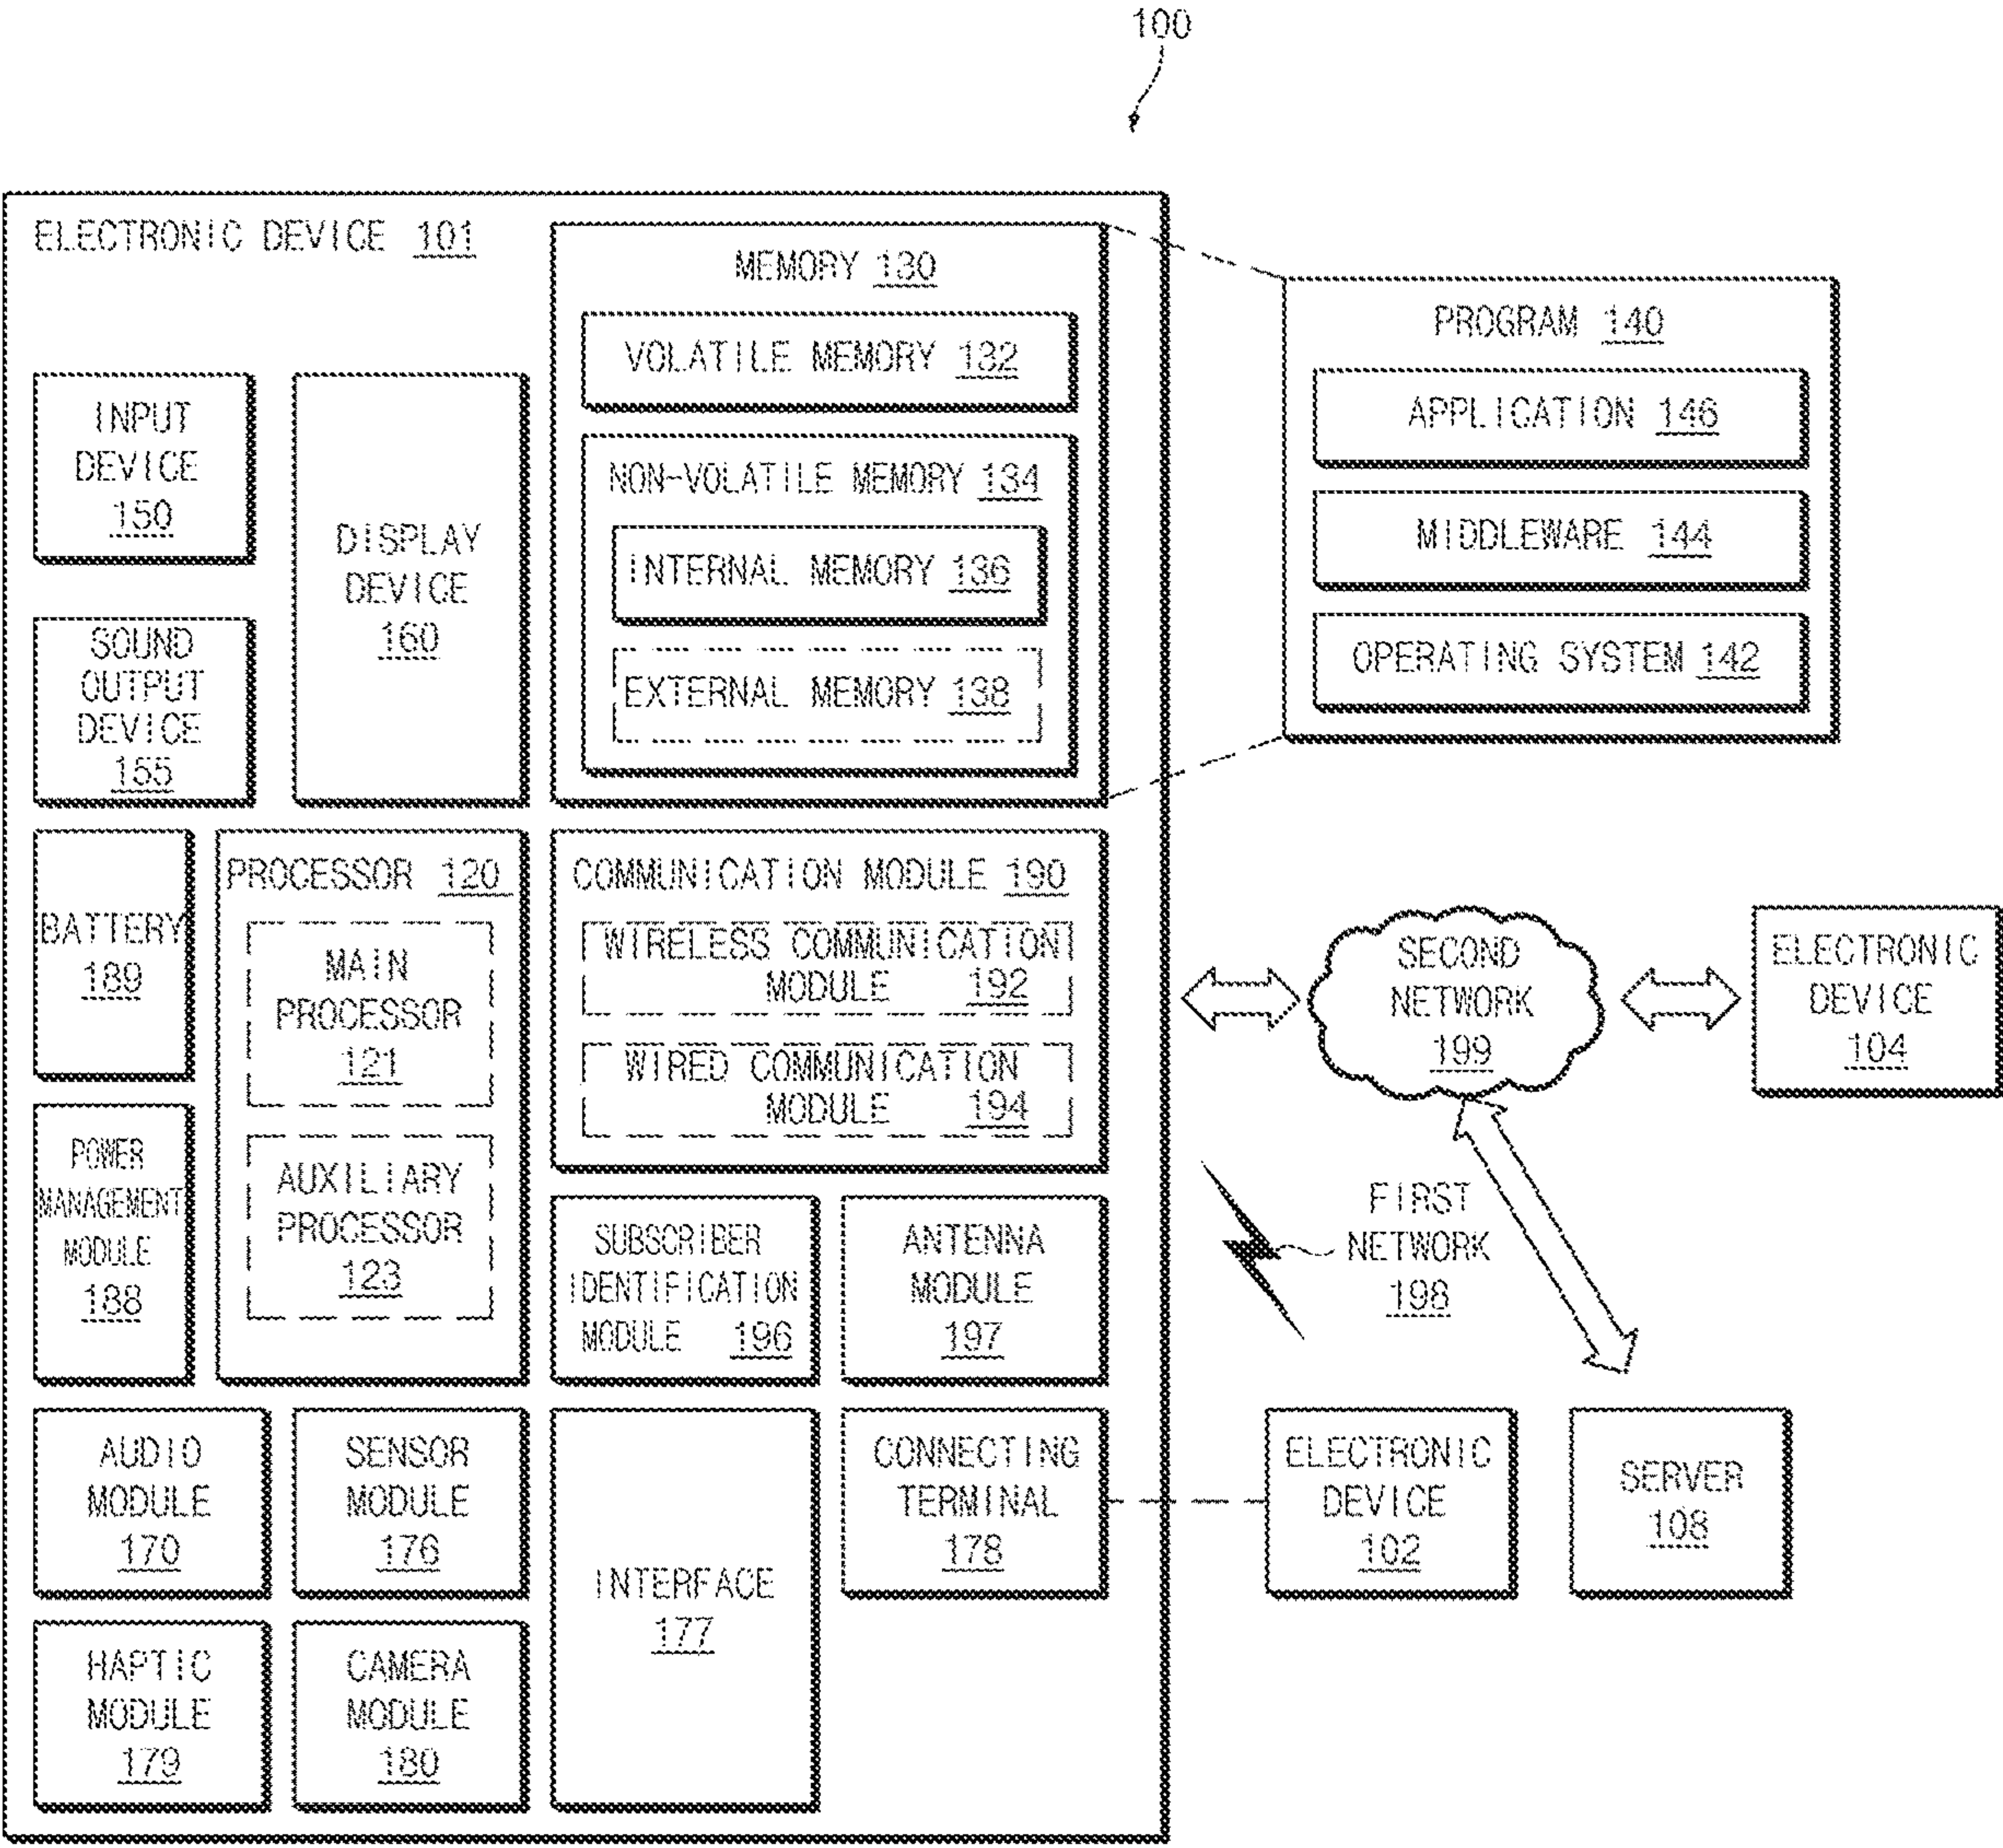 100
ELECTRONIC DEVICE 101
MEMORY 130
VOLATILE MEMORY 132
NON-VOLATILE MEMORY 134
INTERNAL MEMORY 136
EXTERNAL MEMORY 138
PROGRAM 140
APPLICATION 146
MIDDLEWARE 144
OPERATING SYSTEM 142
INPUT
DEVICE
150
DISPLAY
DEVICE
160
SOUND
OUTPUT
DEVICE
155
BATTERY
189
PROCESSOR 120
MAIN
PROCESSOR
121
AUXILIARY
PROCESSOR
123
COMMUNICATION MODULE 190
WIRELESS COMMUNICATION
MODULE 192
WIRED COMMUNICATION
MODULE 194
SECOND
NETWORK
199
ELECTRONIC
DEVICE
104
POWER
MANAGEMENT
MODULE
188
SUBSCRIBER
IDENTIFICATION
MODULE 196
ANTENNA
MODULE
197
FIRST
NETWORK
198
AUDIO
MODULE
170
SENSOR
MODULE
176
INTERFACE
177
CONNECTING
TERMINAL
178
ELECTRONIC
DEVICE
102
SERVER
108
HAPTIC
MODULE
179
CAMERA
MODULE
180